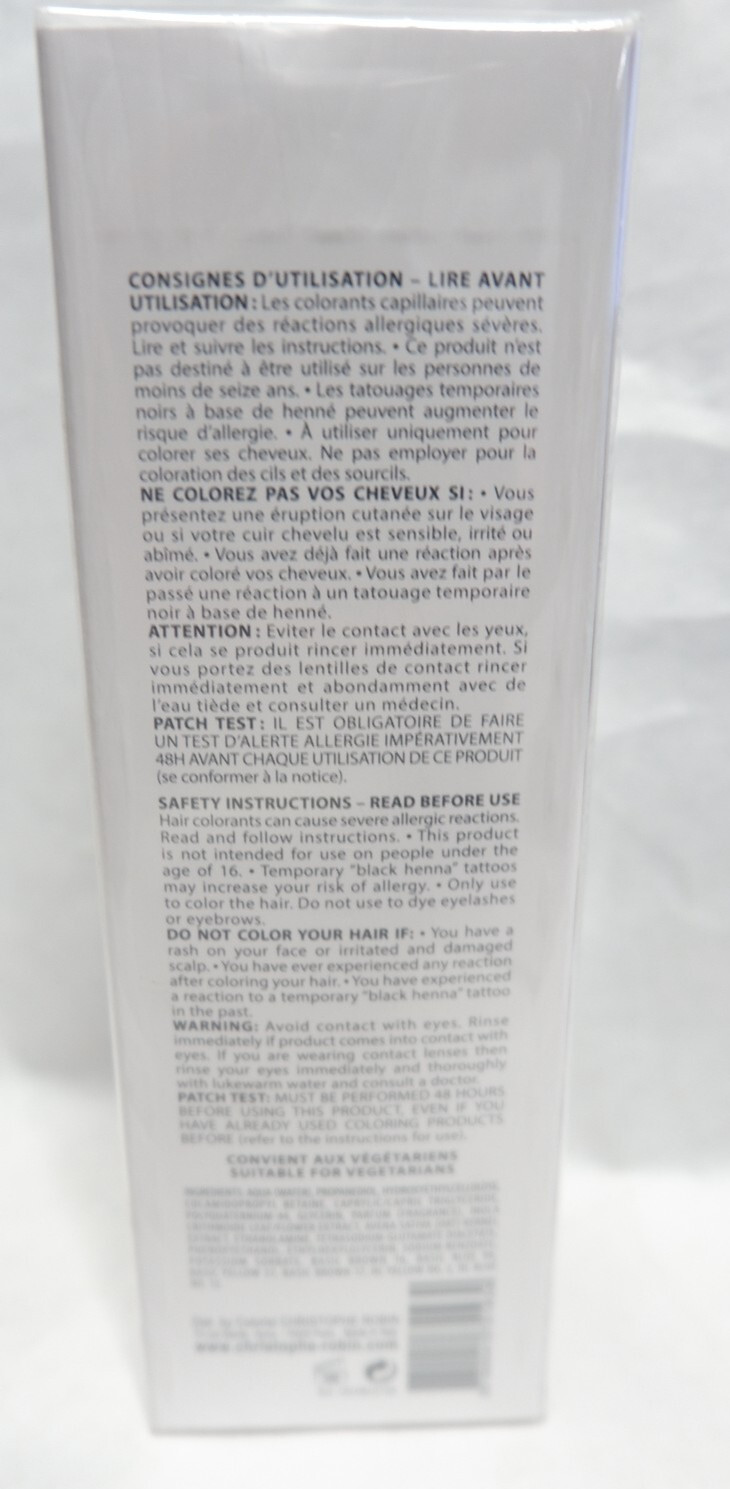 CONSIGNES D'UTILISATION – LIRE AVANT
UTILISATION : Les colorants capillaires peuvent
provoquer des réactions allergiques sévères.
Lire et suivre les instructions. • Ce produit n'est
pas destiné à être utilisé sur les personnes de
moins de seize ans. • Les tatouages temporaires
noirs à base de henné peuvent augmenter le
risque d'allergie. • À utiliser uniquement pour
colorer ses cheveux. Ne pas employer pour la
coloration des cils et des sourcils.
NE COLOREZ PAS VOS CHEVEUX SI : • Vous
présentez une éruption cutanée sur le visage
ou si votre cuir chevelu est sensible, irrité ou
abîmé. • Vous avez déjà fait une réaction après
avoir coloré vos cheveux. • Vous avez fait par le
passé une réaction à un tatouage temporaire
noir à base de henné.
ATTENTION : Eviter le contact avec les yeux,
si cela se produit rincer immédiatement. Si
vous portez des lentilles de contact rincer
immédiatement et abondamment avec de
l'eau tiède et consulter un médecin.
PATCH TEST : IL EST OBLIGATOIRE DE FAIRE
UN TEST D'ALERTE ALLERGIE IMPÉRATIVEMENT
48H AVANT CHAQUE UTILISATION DE CE PRODUIT
(se conformer à la notice).
SAFETY INSTRUCTIONS – READ BEFORE USE
Hair colorants can cause severe allergic reactions.
Read and follow instructions. • This product
is not intended for use on people under the
age of 16. • Temporary "black henna" tattoos
may increase your risk of allergy. • Only use
to color the hair. Do not use to dye eyelashes
or eyebrows.
DO NOT COLOR YOUR HAIR IF: • You have a
rash on your face or irritated and damaged
scalp. • You have ever experienced any reaction
after coloring your hair. • You have experienced
a reaction to a temporary "black henna" tattoo
in the past.
WARNING: Avoid contact with eyes. Rinse
immediately if product comes into contact with
eyes. If you are wearing contact lenses then
rinse your eyes immediately and thoroughly
with lukewarm water and consult a doctor.
PATCH TEST: MUST BE PERFORMED 48 HOURS
BEFORE USING THIS PRODUCT, EVEN IF YOU
HAVE ALREADY USED COLORING PRODUCTS
BEFORE (refer to the instructions for use).
CONVIENT AUX VÉGÉTARIENS
SUITABLE FOR VEGETARIANS
CHRISTOPHE ROBIN
www.christophe-robin.com